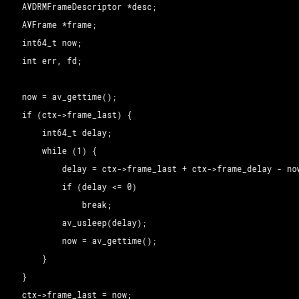 AVDRMFrameDescriptor *desc;
AVFrame *frame;
int64_t now;
int err, fd;
now = av_gettime();
if (ctx->frame_last) {
int64_t delay;
while (1) {
delay = ctx->frame_last + ctx->frame_delay - now
if (delay <= 0)
break;
av_usleep(delay);
now = av_gettime();
}
}
ctx->frame_last = now;